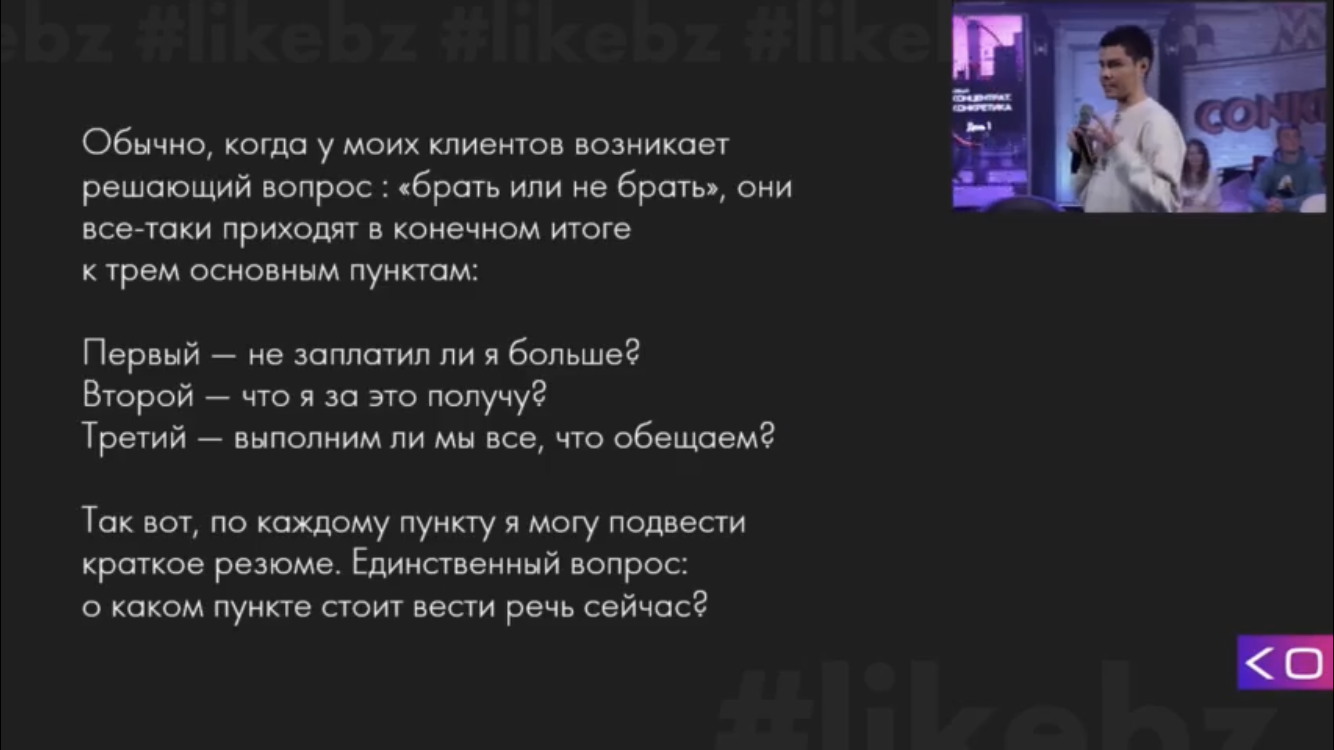 #likebz #likebz
Обычно, когда у моих клиентов возникает
решающий вопрос : «брать или не брать», они
все-таки приходят в конечном итоге
к трем основным пунктам:
Первый — не заплатил ли я больше?
Второй — что я за это получу?
Третий — выполним ли мы все, что обещаем?
Так вот, по каждому пункту я могу подвести
краткое резюме. Единственный вопрос:
о каком пункте стоит вести речь сейчас?
КОНЦЕНТРАТ:
КОНКРЕТИКА
День 1
#likebz